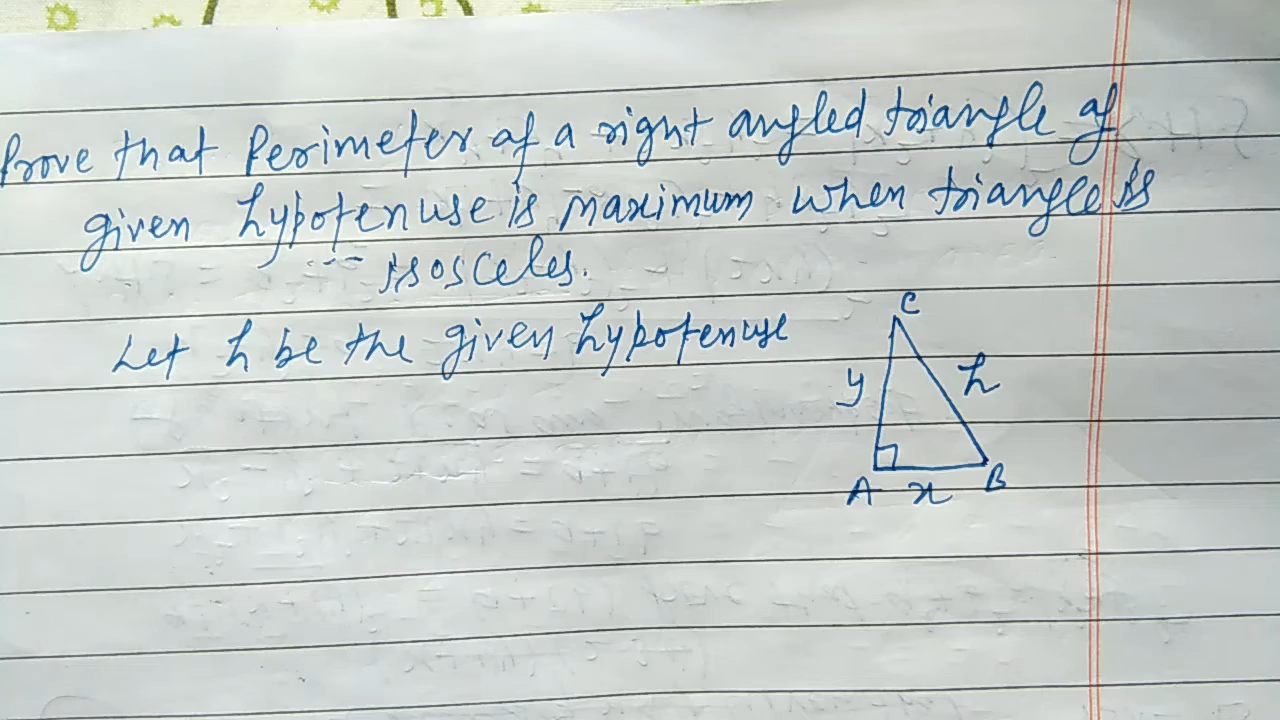 Prove that Perimeter of a right angled triangle of
given hypotenuse is maximum when triangle is
isosceles.
Let h be the given hypotenuse
C
y
h
A x B